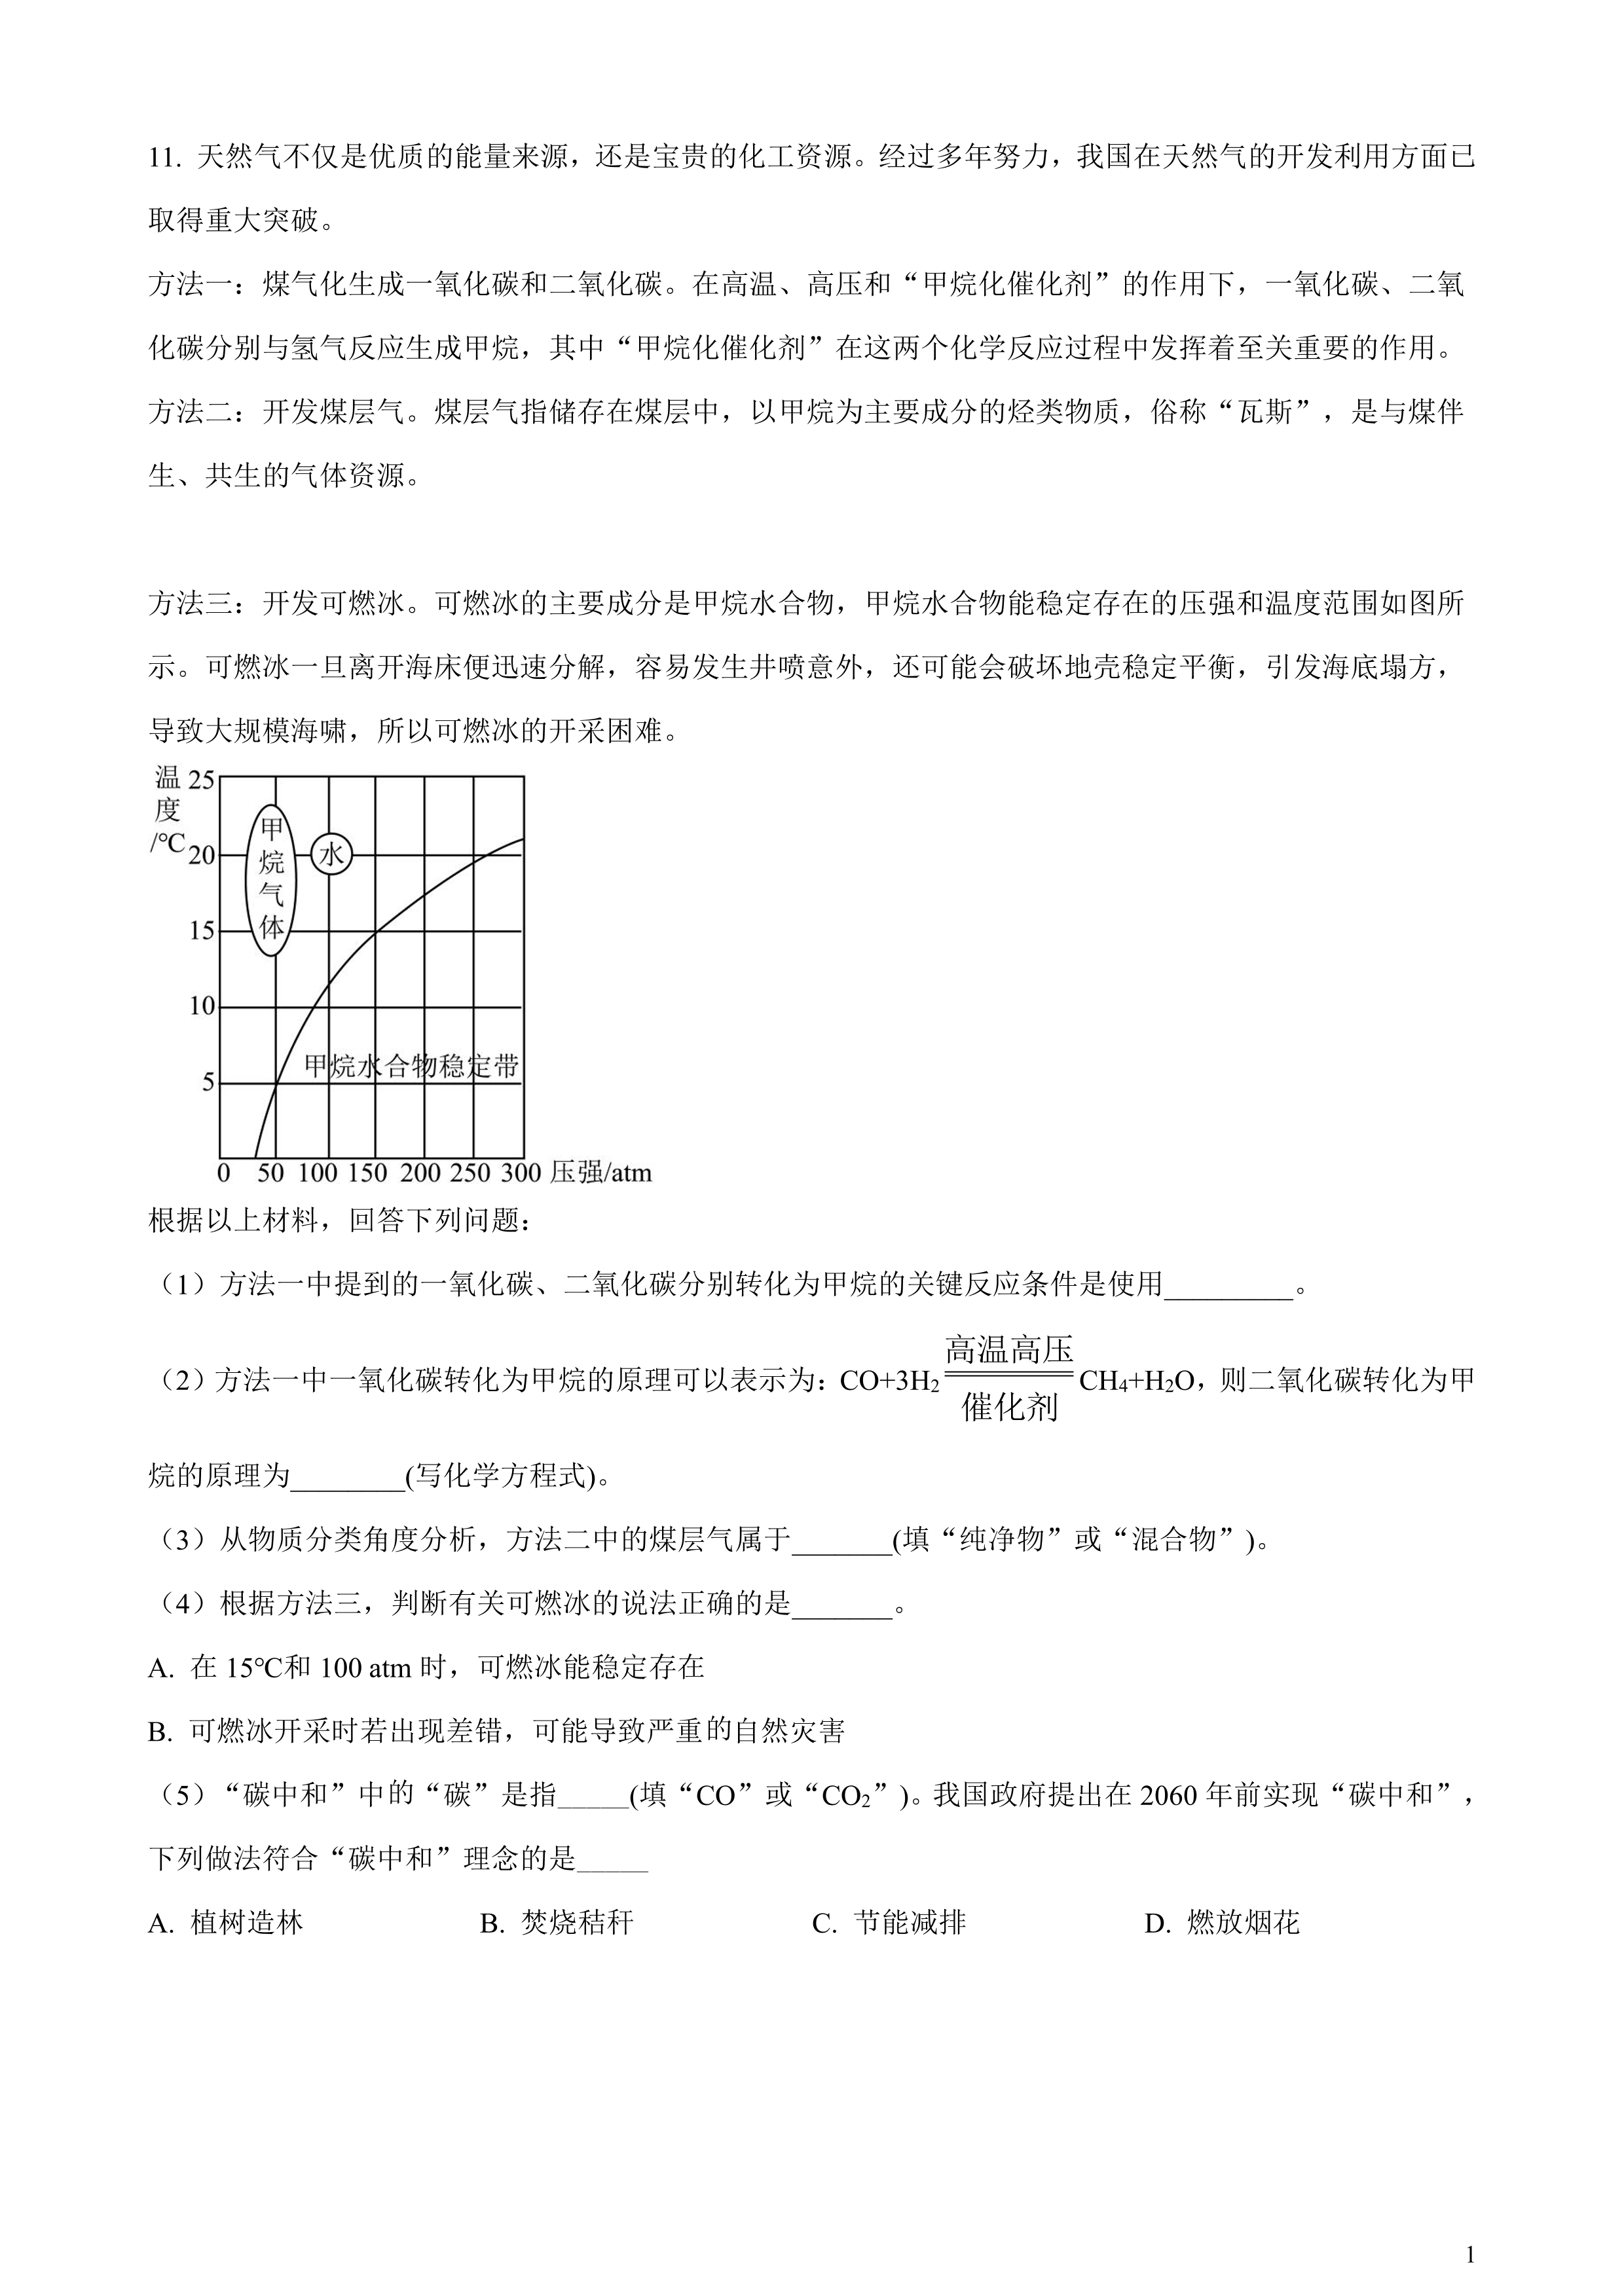 11. 天然气不仅是优质的能量来源，还是宝贵的化工资源。经过多年努力，我国在天然气的开发利用方面已
取得重大突破。
方法一：煤气化生成一氧化碳和二氧化碳。在高温、高压和“甲烷化催化剂”的作用下，一氧化碳、二氧
化碳分别与氢气反应生成甲烷，其中“甲烷化催化剂”在这两个化学反应过程中发挥着至关重要的作用。
方法二：开发煤层气。煤层气指储存在煤层中，以甲烷为主要成分的烃类物质，俗称“瓦斯”，是与煤伴
生、共生的气体资源。
方法三：开发可燃冰。可燃冰的主要成分是甲烷水合物，甲烷水合物能稳定存在的压强和温度范围如图所
示。可燃冰一旦离开海床便迅速分解，容易发生井喷意外，还可能会破坏地壳稳定平衡，引发海底塌方，
导致大规模海啸，所以可燃冰的开采困难。
温度/℃
25
甲烷气体
水
20
15
10
甲烷水合物稳定带
5
0 50 100 150 200 250 300 压强/atm
根据以上材料，回答下列问题：
（1）方法一中提到的一氧化碳、二氧化碳分别转化为甲烷的关键反应条件是使用_________。
高温高压
（2）方法一中一氧化碳转化为甲烷的原理可以表示为：CO+3H₂ ══ CH₄+H₂O，则二氧化碳转化为甲
催化剂
烷的原理为________(写化学方程式)。
（3）从物质分类角度分析，方法二中的煤层气属于_______(填“纯净物”或“混合物”)。
（4）根据方法三，判断有关可燃冰的说法正确的是_______。
A. 在 15℃和 100 atm 时，可燃冰能稳定存在
B. 可燃冰开采时若出现差错，可能导致严重的自然灾害
（5）“碳中和”中的“碳”是指_____(填“CO”或“CO₂”)。我国政府提出在 2060 年前实现“碳中和”，
下列做法符合“碳中和”理念的是_____
A. 植树造林 B. 焚烧秸秆 C. 节能减排 D. 燃放烟花
1